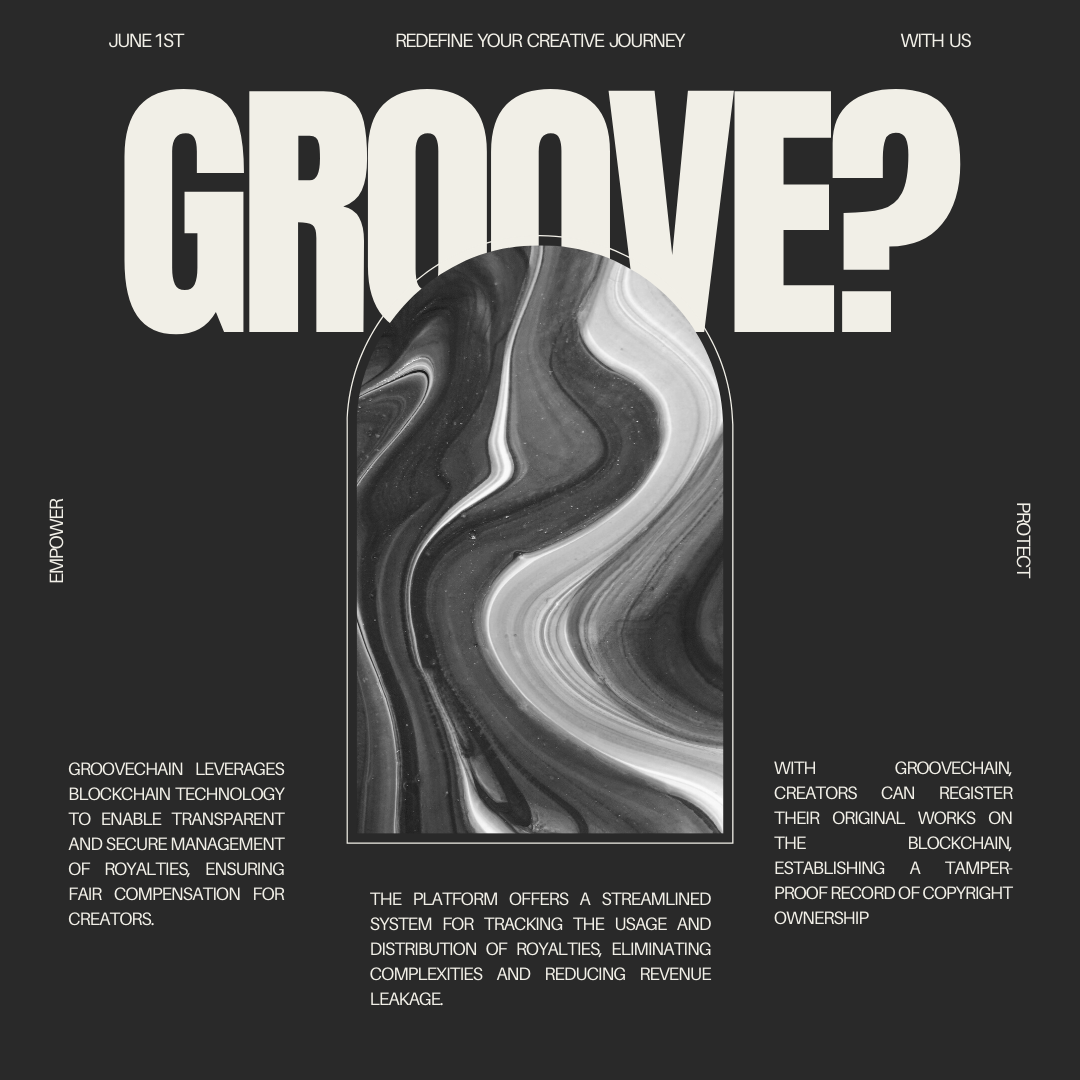 JUNE 1ST
REDEFINE YOUR CREATIVE JOURNEY
WITH US
GROOVE?
EMPOWER
PROTECT
GROOVECHAIN LEVERAGES
BLOCKCHAIN TECHNOLOGY
TO ENABLE TRANSPARENT
AND SECURE MANAGEMENT
OF ROYALTIES, ENSURING
FAIR COMPENSATION FOR
CREATORS.
THE PLATFORM OFFERS A STREAMLINED
SYSTEM FOR TRACKING THE USAGE AND
DISTRIBUTION OF ROYALTIES, ELIMINATING
COMPLEXITIES AND REDUCING REVENUE
LEAKAGE.
WITH GROOVECHAIN,
CREATORS CAN REGISTER
THEIR ORIGINAL WORKS ON
THE BLOCKCHAIN,
ESTABLISHING A TAMPER-
PROOF RECORD OF COPYRIGHT
OWNERSHIP